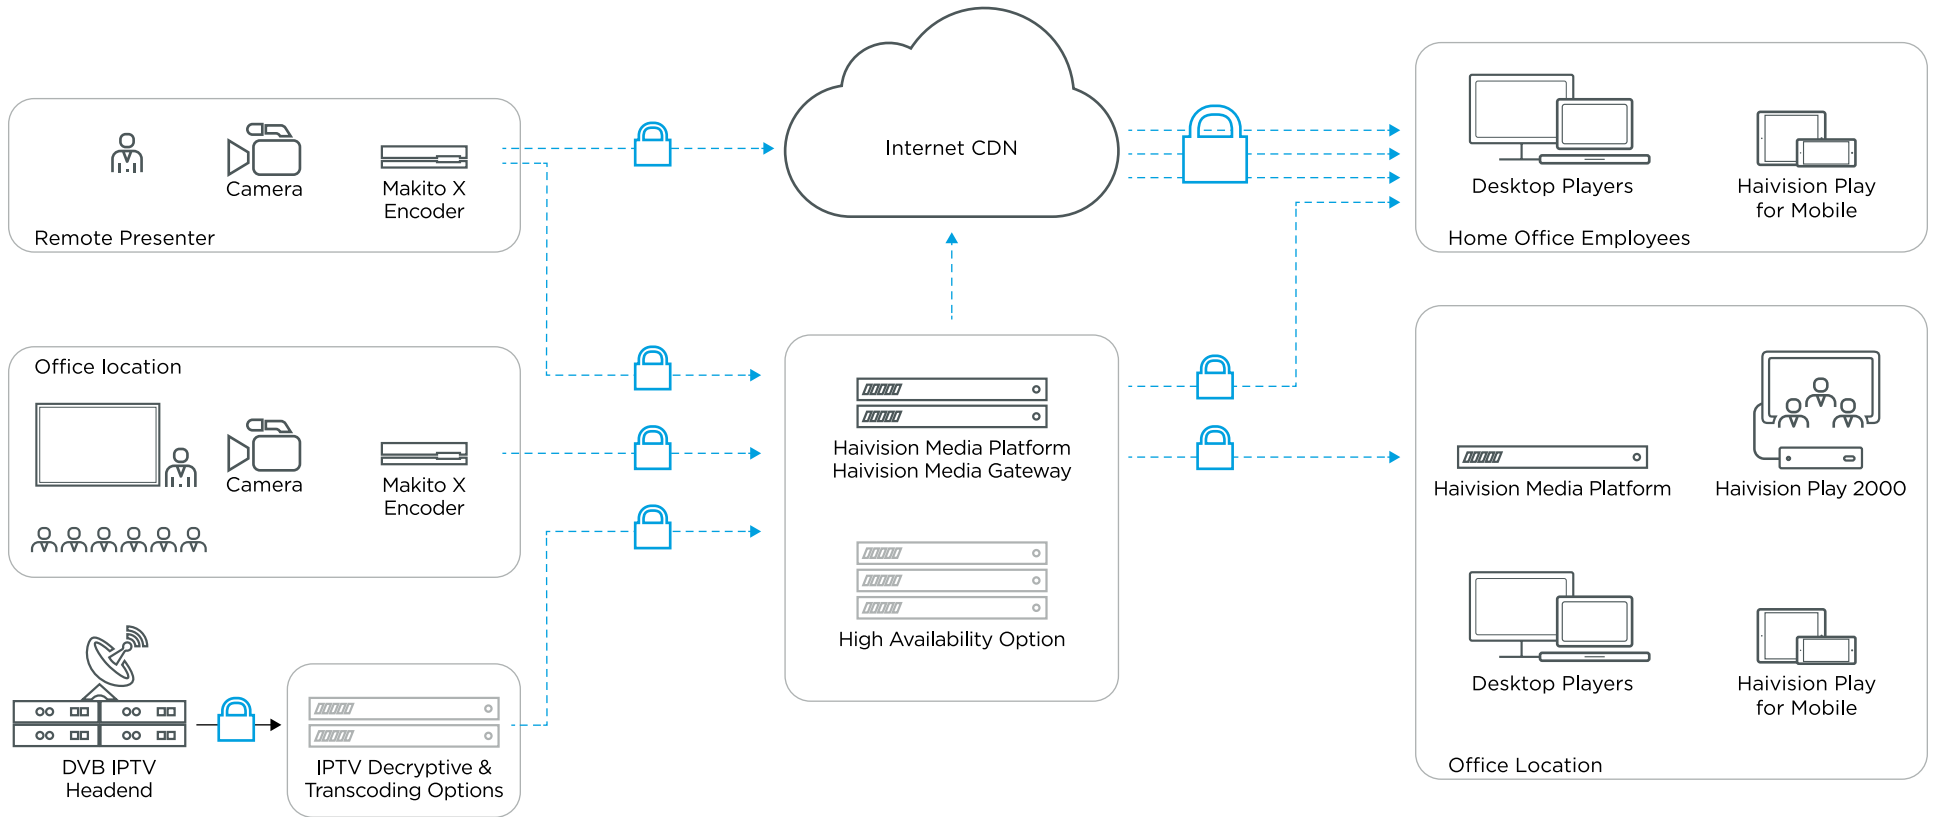 Internet CDN
Camera
Makito X
Encoder
Remote Presenter
Desktop Players
Haivision Play
for Mobile
Home Office Employees
Office location
Camera
Makito X
Encoder
Haivision Media Platform
Haivision Media Gateway
High Availability Option
Haivision Media Platform
Haivision Play 2000
Desktop Players
Haivision Play
for Mobile
Office Location
DVB IPTV
Headend
IPTV Decryptive &
Transcoding Options